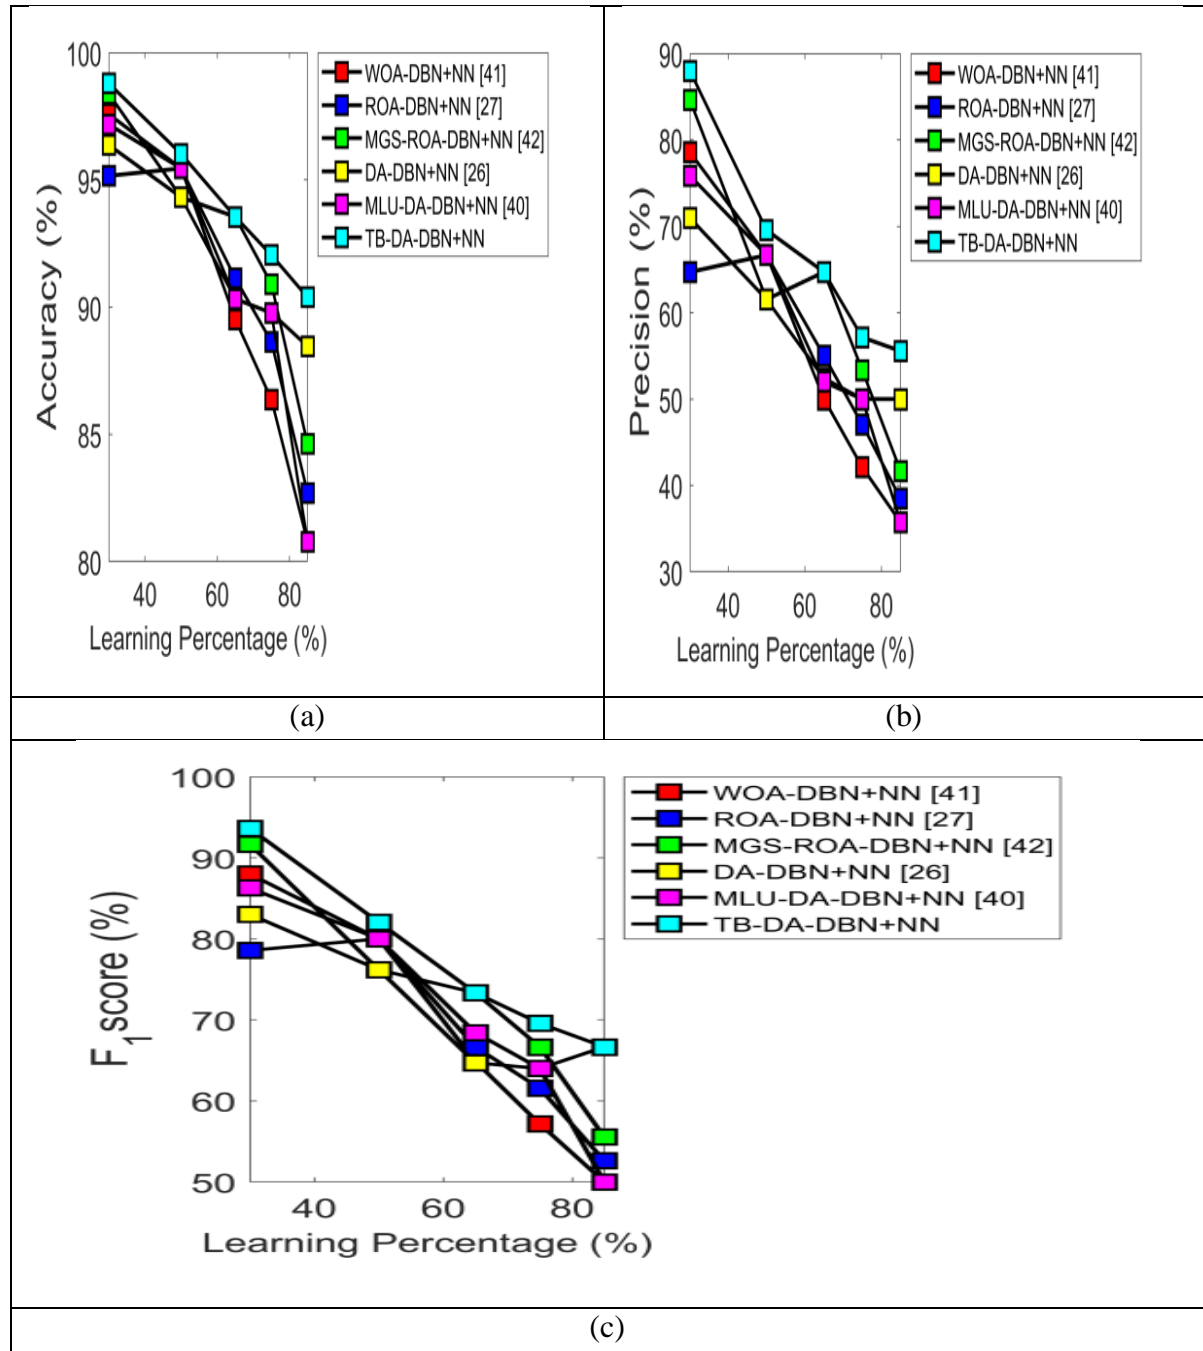 100
95
90
85
80
Accuracy (%)
40 60 80
Learning Percentage (%)
WOA-DBN+NN [41]
ROA-DBN+NN [27]
MGS-ROA-DBN+NN [42]
DA-DBN+NN [26]
MLU-DA-DBN+NN [40]
TB-DA-DBN+NN
(a)
90
80
70
60
50
40
30
Precision (%)
40 60 80
Learning Percentage (%)
WOA-DBN+NN [41]
ROA-DBN+NN [27]
MGS-ROA-DBN+NN [42]
DA-DBN+NN [26]
MLU-DA-DBN+NN [40]
TB-DA-DBN+NN
(b)
100
90
80
70
60
50
F1 score (%)
40 60 80
Learning Percentage (%)
WOA-DBN+NN [41]
ROA-DBN+NN [27]
MGS-ROA-DBN+NN [42]
DA-DBN+NN [26]
MLU-DA-DBN+NN [40]
TB-DA-DBN+NN
(c)